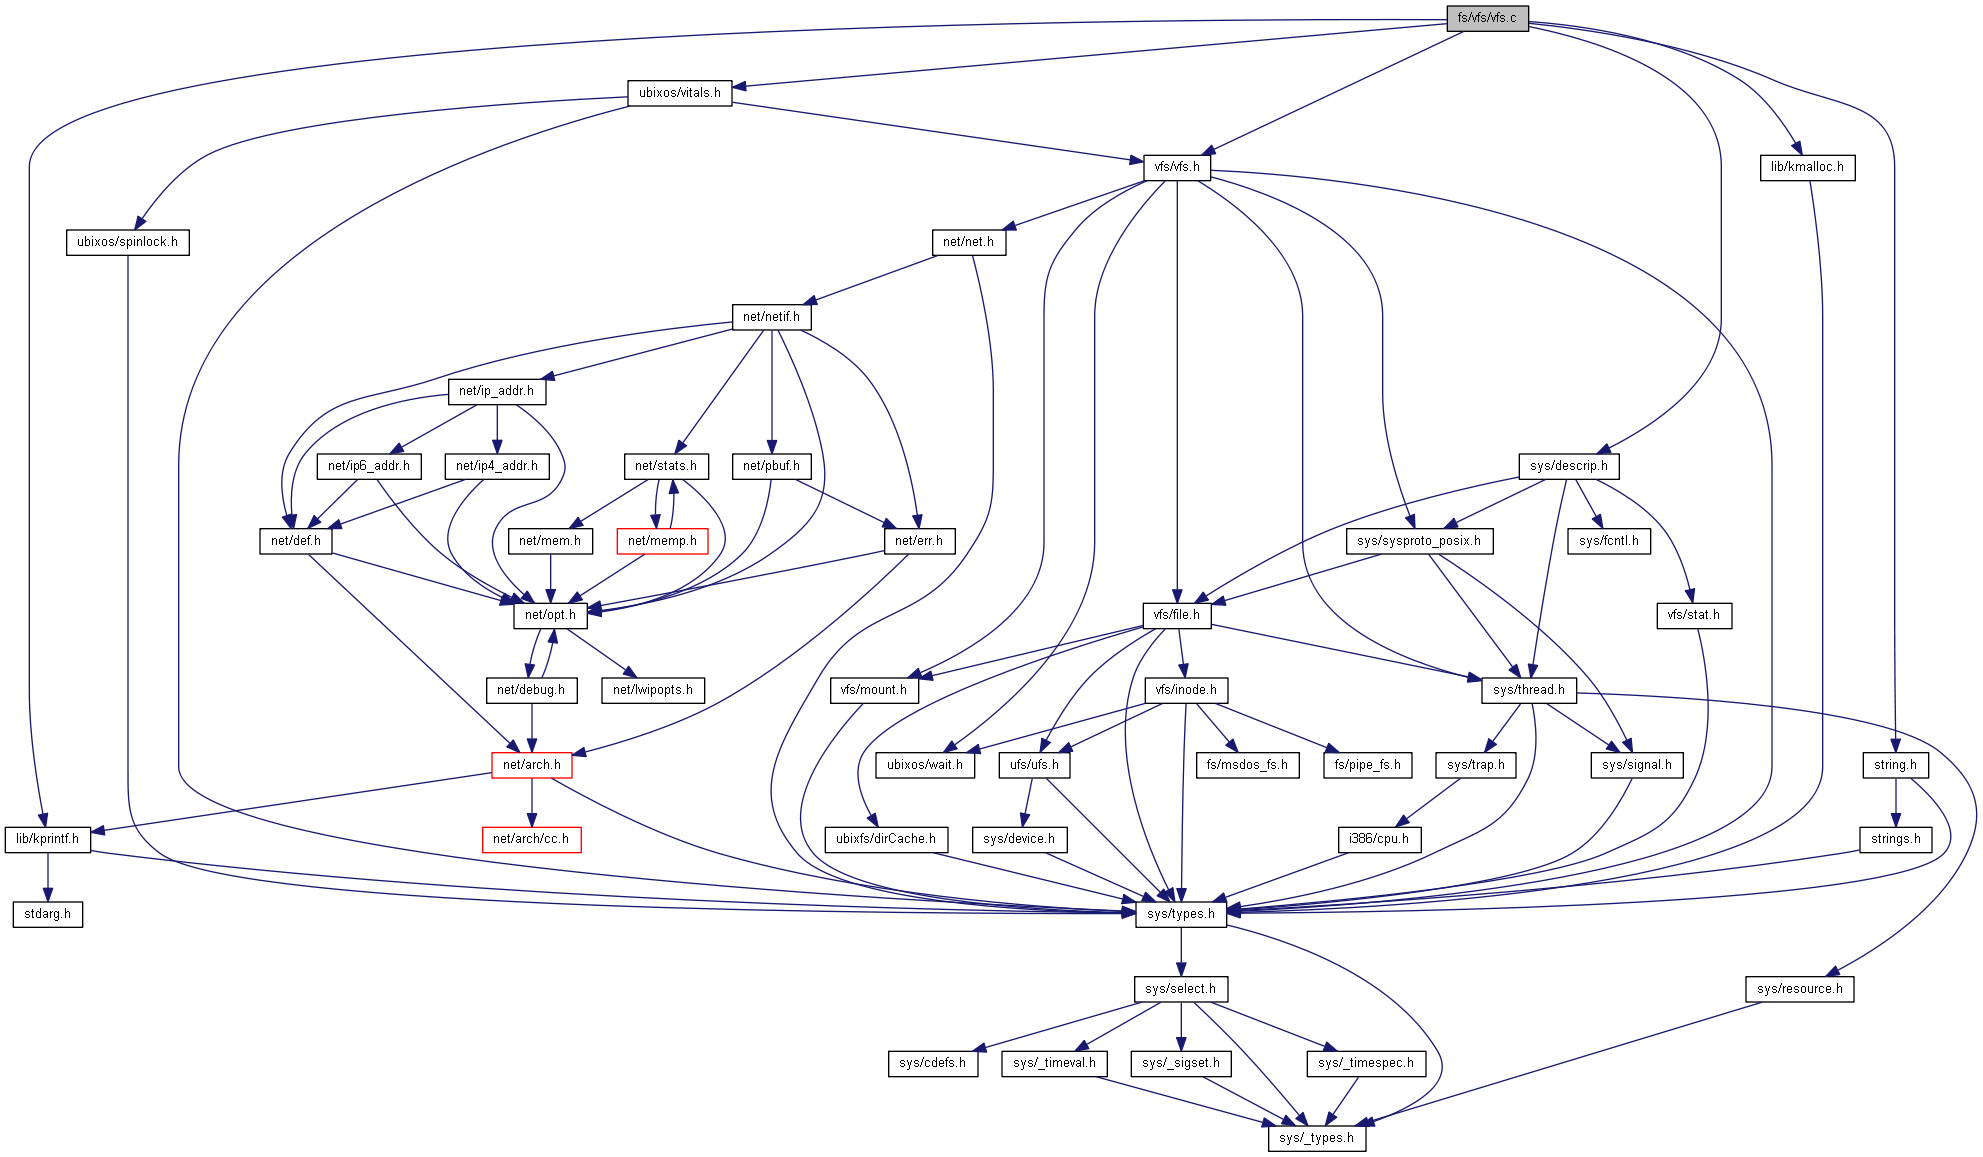 fs/vfs/vfs.c
ubixos/vitals.h
vfs/vfs.h
lib/kmalloc.h
ubixos/spinlock.h
net/net.h
net/netif.h
net/ip_addr.h
net/ip6_addr.h
net/ip4_addr.h
net/stats.h
net/pbuf.h
sys/descrip.h
net/def.h
net/mem.h
net/memp.h
net/err.h
sys/sysproto_posix.h
sys/fcntl.h
net/opt.h
vfs/file.h
vfs/stat.h
net/debug.h
net/lwipopts.h
vfs/mount.h
vfs/inode.h
sys/thread.h
net/arch.h
ubixos/wait.h
ufs/ufs.h
fs/msdos_fs.h
fs/pipe_fs.h
sys/trap.h
sys/signal.h
string.h
lib/kprintf.h
net/arch/cc.h
ubixfs/dirCache.h
sys/device.h
i386/cpu.h
strings.h
stdarg.h
sys/types.h
sys/select.h
sys/resource.h
sys/cdefs.h
sys/_timeval.h
sys/_sigset.h
sys/_timespec.h
sys/_types.h